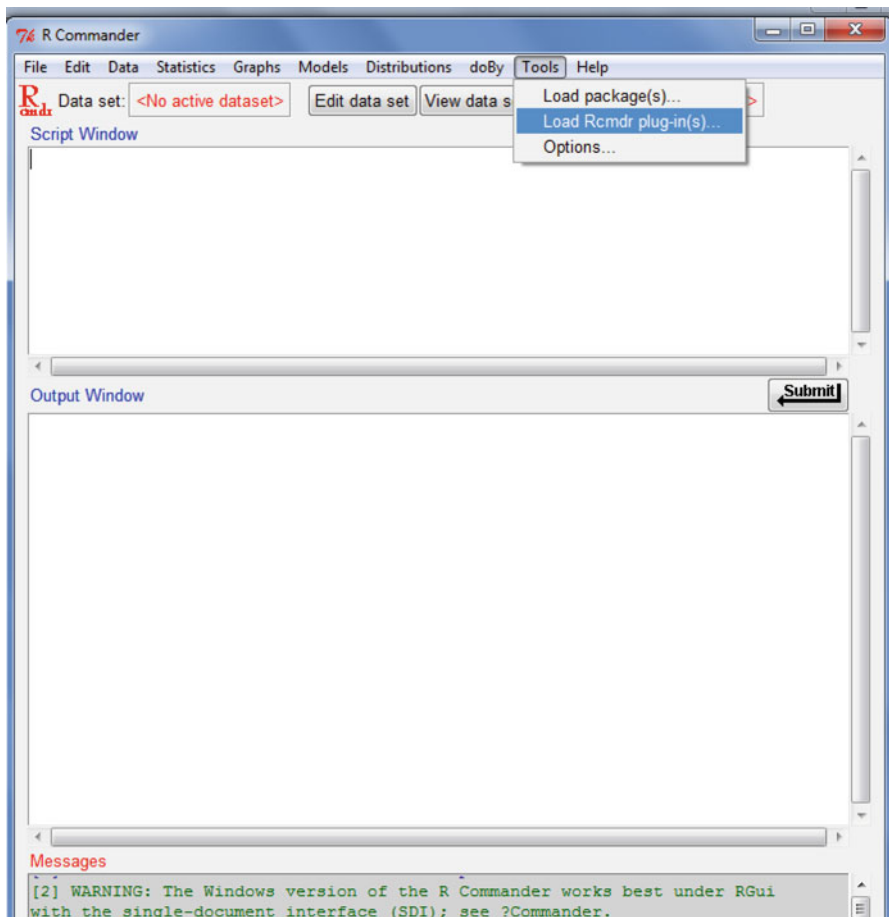 R Commander
File Edit Data Statistics Graphs Models Distributions doBy Tools Help
R cmdr Data set: <No active dataset> Edit data set View data s >
Load package(s)...
Load Rcmdr plug-in(s)...
Options...
Script Window
Output Window Submit
Messages
[2] WARNING: The Windows version of the R Commander works best under RGui
with the single-document interface (SDI); see ?Commander.